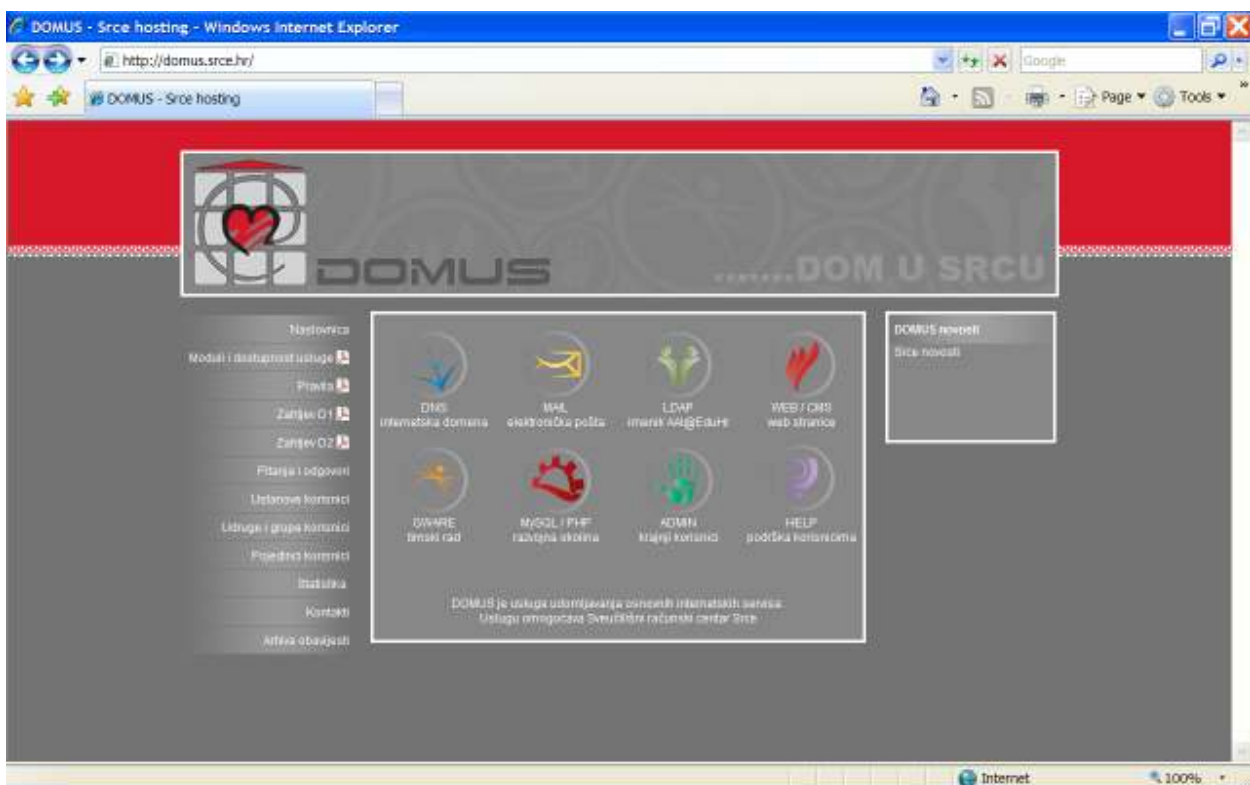 DOMUS - Srce hosting - Windows Internet Explorer
http://domus.srce.hr/
Google
DOMUS - Srce hosting
Page
Tools
DOMUS
.......DOM U SRCU
Naslovnica
Moduli i dostupnost usluge
Pravila
Zahtjev D1
Zahtjev D2
Pitanja i odgovori
Ustanove korisnici
Udruge i grupe korisnici
Pojedinci korisnici
Statistika
Kontakti
Arhiva obavijesti
DNS
internetska domena
MAIL
elektronička pošta
LDAP
imenik AAI@EduHr
WEB / CMS
web stranice
GWARE
timski rad
MySQL / PHP
razvojna okolina
ADMIN
krajnji korisnici
HELP
podrška korisnicima
DOMUS je usluga udomljavanja osnovnih internetskih servisa
Uslugu omogućava Sveučilišni računski centar Srce
DOMUS novosti
Srce novosti
Internet
100%